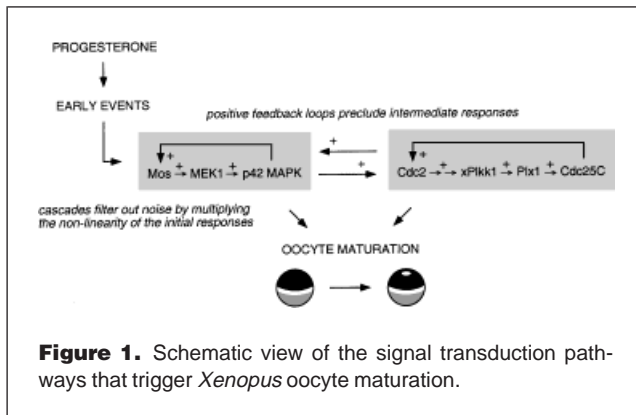 PROGESTERONE
EARLY EVENTS
positive feedback loops preclude intermediate responses
+
+
+
+
Mos → MEK1 → p42 MAPK
+
+
+
+
+
Cdc2 → → xPlkk1 → Plx1 → Cdc25C
+
cascades filter out noise by multiplying
the non-linearity of the initial responses
OOCYTE MATURATION
Figure 1. Schematic view of the signal transduction path-
ways that trigger Xenopus oocyte maturation.